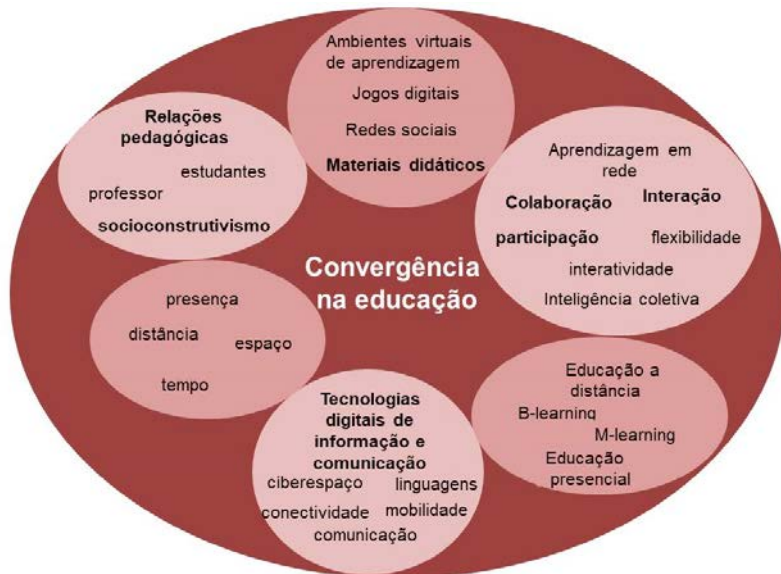 Ambientes virtuais
de aprendizagem
Jogos digitais
Redes sociais
Materiais didáticos
Relações
pedagógicas
estudantes
professor
socioconstrutivismo
Aprendizagem em
rede
Colaboração Interação
participação flexibilidade
interatividade
Inteligência coletiva
Convergência
na educação
presença
distância
espaço
tempo
Tecnologias
digitais de
informação e
comunicação
ciberespaço linguagens
conectividade mobilidade
comunicação
Educação a
distância
B-learning
M-learning
Educação
presencial